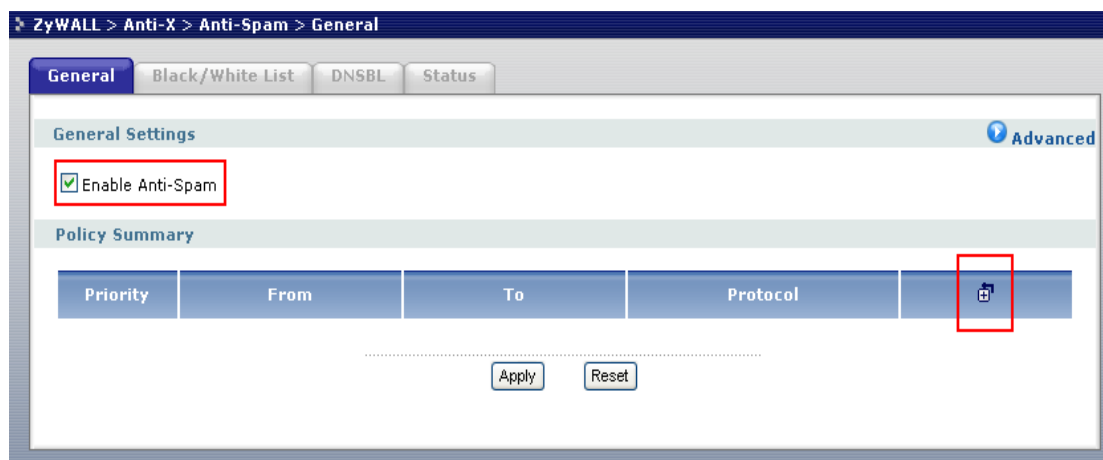 ZyWALL > Anti-X > Anti-Spam > General
General Black/White List DNSBL Status
General Settings
Advanced
Enable Anti-Spam
Policy Summary
Priority From To Protocol
Apply Reset